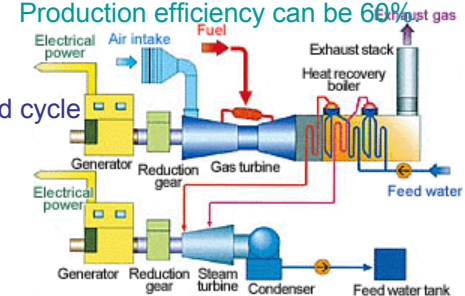 Production efficiency can be 60%
Exhaust gas
Electrical
power
Air intake
Fuel
Exhaust stack
Heat recovery
boiler
d cycle
Generator
Reduction
gear
Gas turbine
Feed water
Electrical
power
Generator
Reduction
gear
Steam
turbine
Condenser
Feed water tank